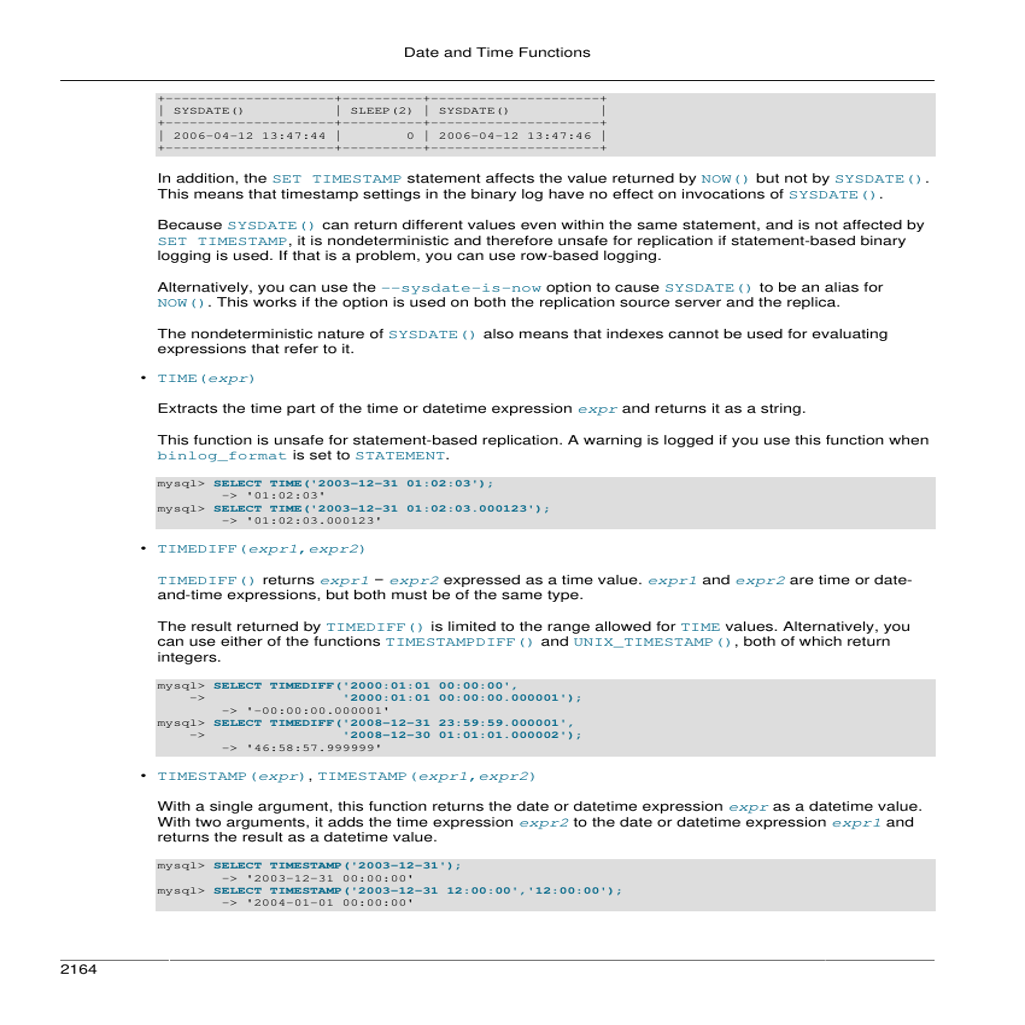 Date and Time Functions
+---------------------+----------+---------------------+
| SYSDATE()           | SLEEP(2) | SYSDATE()           |
+---------------------+----------+---------------------+
| 2006-04-12 13:47:44 |        0 | 2006-04-12 13:47:46 |
+---------------------+----------+---------------------+
In addition, the SET TIMESTAMP statement affects the value returned by NOW() but not by SYSDATE().
This means that timestamp settings in the binary log have no effect on invocations of SYSDATE().
Because SYSDATE() can return different values even within the same statement, and is not affected by
SET TIMESTAMP, it is nondeterministic and therefore unsafe for replication if statement-based binary
logging is used. If that is a problem, you can use row-based logging.
Alternatively, you can use the --sysdate-is-now option to cause SYSDATE() to be an alias for
NOW(). This works if the option is used on both the replication source server and the replica.
The nondeterministic nature of SYSDATE() also means that indexes cannot be used for evaluating
expressions that refer to it.
• TIME(expr)
Extracts the time part of the time or datetime expression expr and returns it as a string.
This function is unsafe for statement-based replication. A warning is logged if you use this function when
binlog_format is set to STATEMENT.
mysql> SELECT TIME('2003-12-31 01:02:03');
        -> '01:02:03'
mysql> SELECT TIME('2003-12-31 01:02:03.000123');
        -> '01:02:03.000123'
• TIMEDIFF(expr1,expr2)
TIMEDIFF() returns expr1 − expr2 expressed as a time value. expr1 and expr2 are time or date-
and-time expressions, but both must be of the same type.
The result returned by TIMEDIFF() is limited to the range allowed for TIME values. Alternatively, you
can use either of the functions TIMESTAMPDIFF() and UNIX_TIMESTAMP(), both of which return
integers.
mysql> SELECT TIMEDIFF('2000:01:01 00:00:00',
    ->                 '2000:01:01 00:00:00.000001');
        -> '-00:00:00.000001'
mysql> SELECT TIMEDIFF('2008-12-31 23:59:59.000001',
    ->                 '2008-12-30 01:01:01.000002');
        -> '46:58:57.999999'
• TIMESTAMP(expr), TIMESTAMP(expr1,expr2)
With a single argument, this function returns the date or datetime expression expr as a datetime value.
With two arguments, it adds the time expression expr2 to the date or datetime expression expr1 and
returns the result as a datetime value.
mysql> SELECT TIMESTAMP('2003-12-31');
        -> '2003-12-31 00:00:00'
mysql> SELECT TIMESTAMP('2003-12-31 12:00:00','12:00:00');
        -> '2004-01-01 00:00:00'
2164